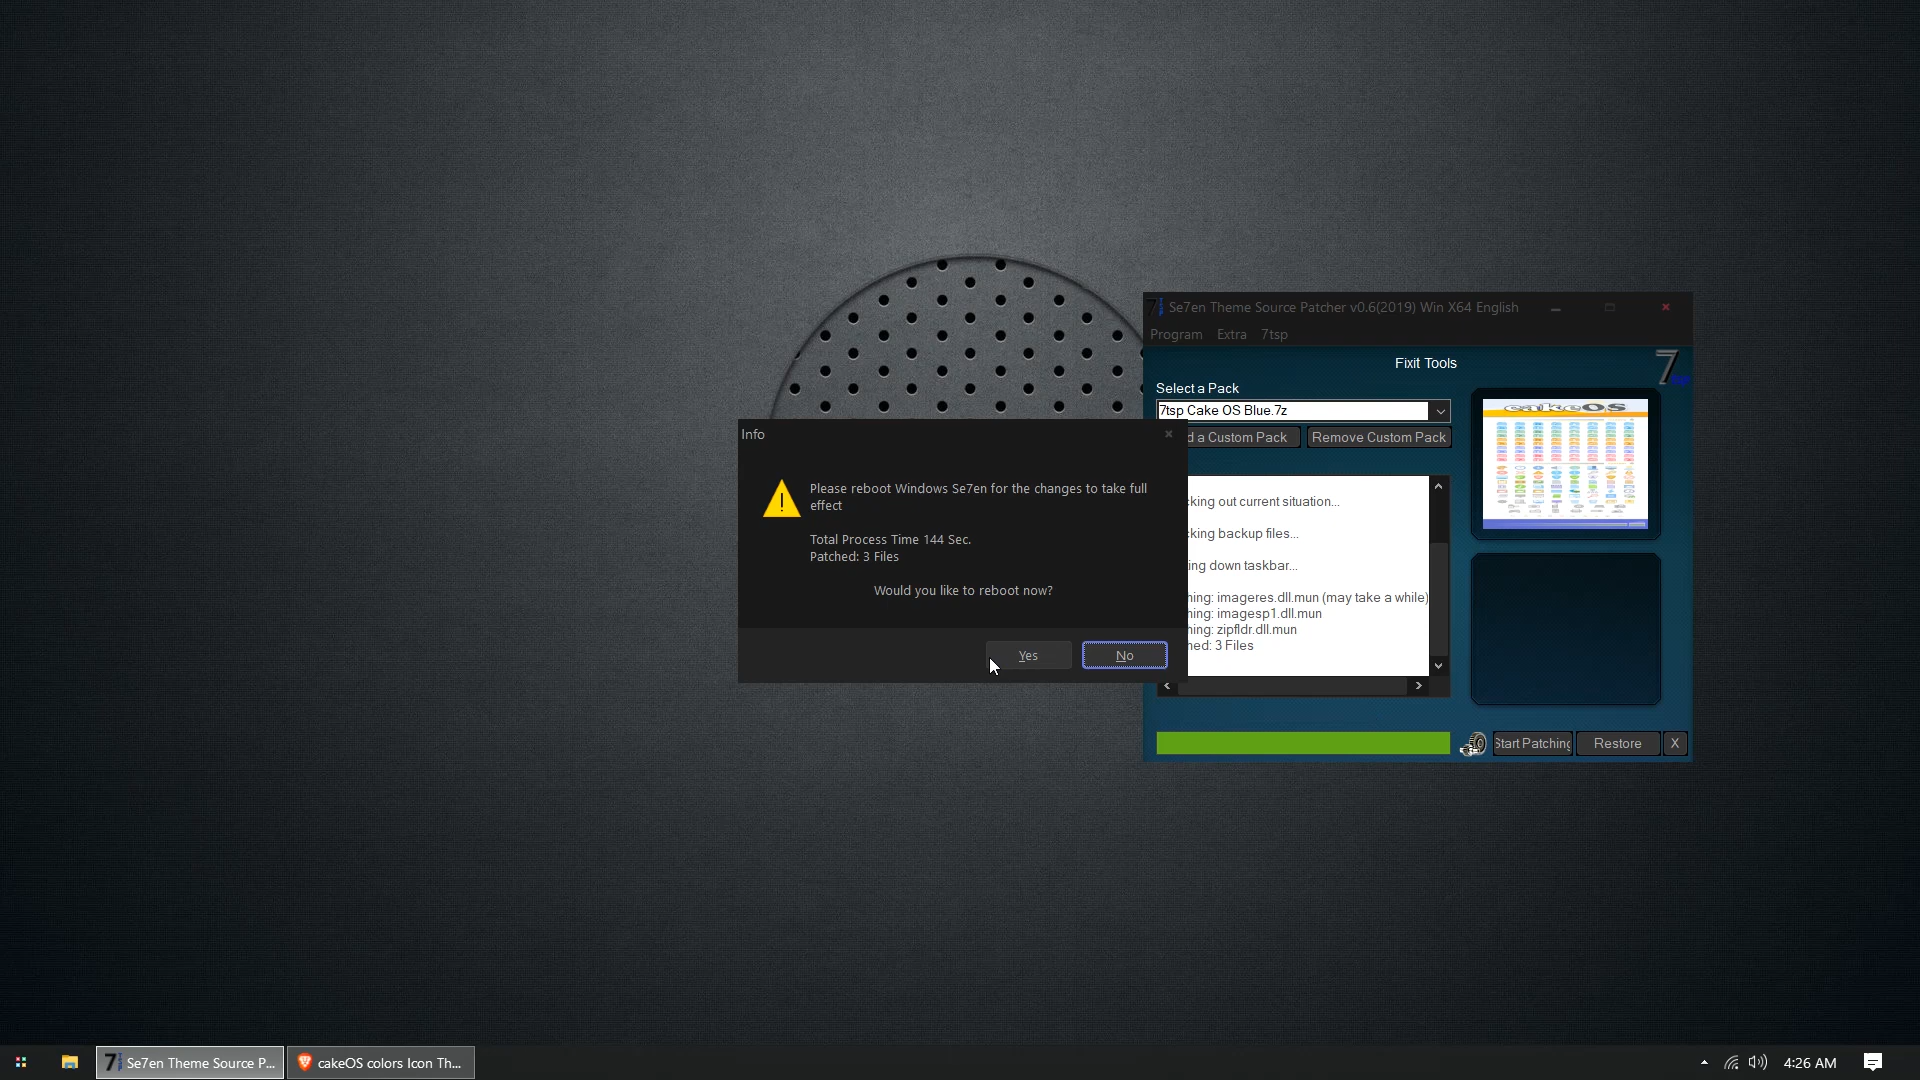 Se7en Theme Source Patcher v0.6(2019) Win X64 English
Program Extra 7tsp
Fixit Tools
7
Select a Pack
7tsp Cake OS Blue.7z
d a Custom Pack
Remove Custom Pack
cakeOS
Info
Please reboot Windows Se7en for the changes to take full
effect
Total Process Time 144 Sec.
Patched: 3 Files
Would you like to reboot now?
Yes
No
king out current situation...
king backup files...
ing down taskbar...
hing: imageres.dll.mun (may take a while)
hing: imagesp1.dll.mun
hing: zipfldr.dll.mun
hed: 3 Files
Start Patching
Restore
X
Se7en Theme Source P...
cakeOS colors Icon Th...
4:26 AM